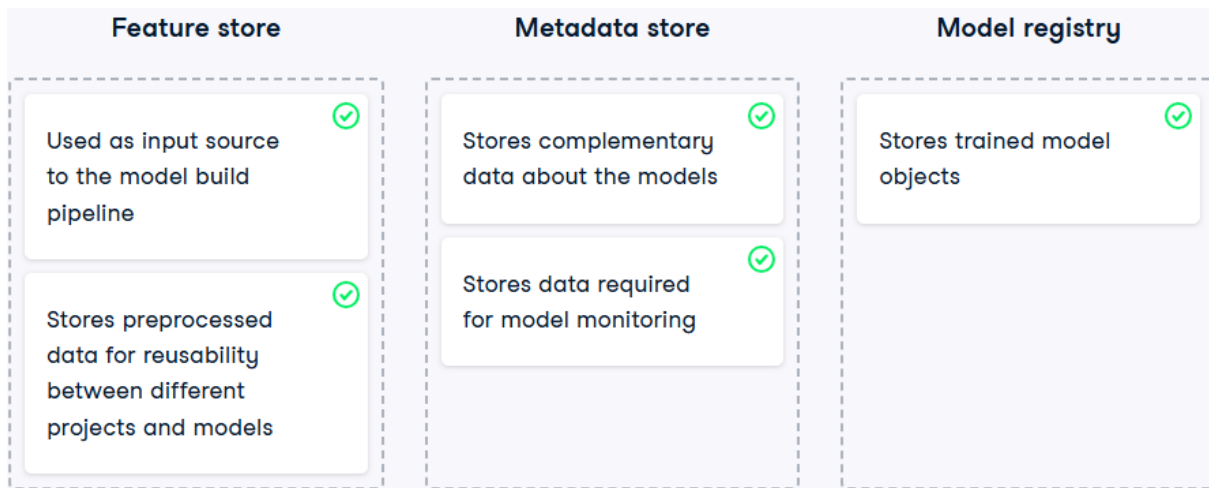 Feature store
Used as input source
to the model build
pipeline
Stores preprocessed
data for reusability
between different
projects and models
Metadata store
Stores complementary
data about the models
Stores data required
for model monitoring
Model registry
Stores trained model
objects